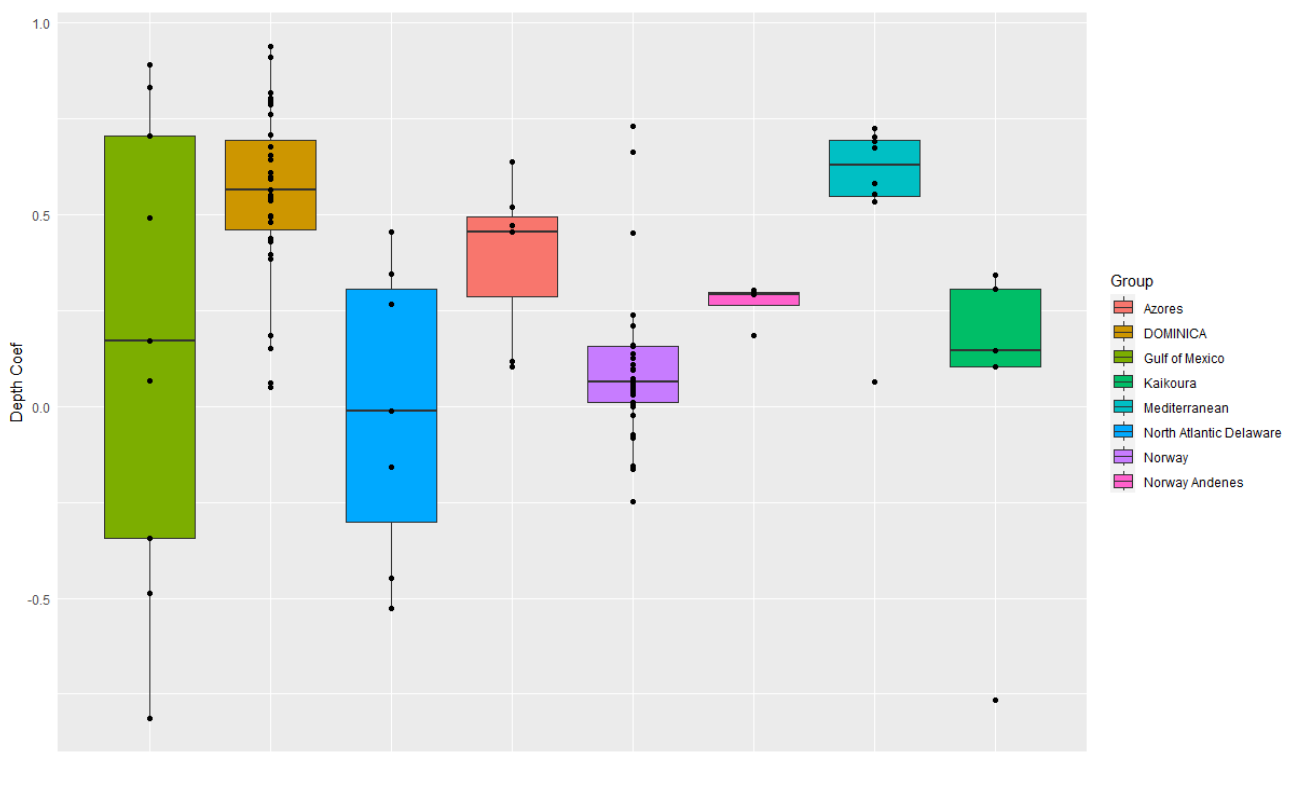 1.0
0.5
0.0
-0.5
Depth Coef
Group
Azores
DOMINICA
Gulf of Mexico
Kaikoura
Mediterranean
North Atlantic Delaware
Norway
Norway Andenes